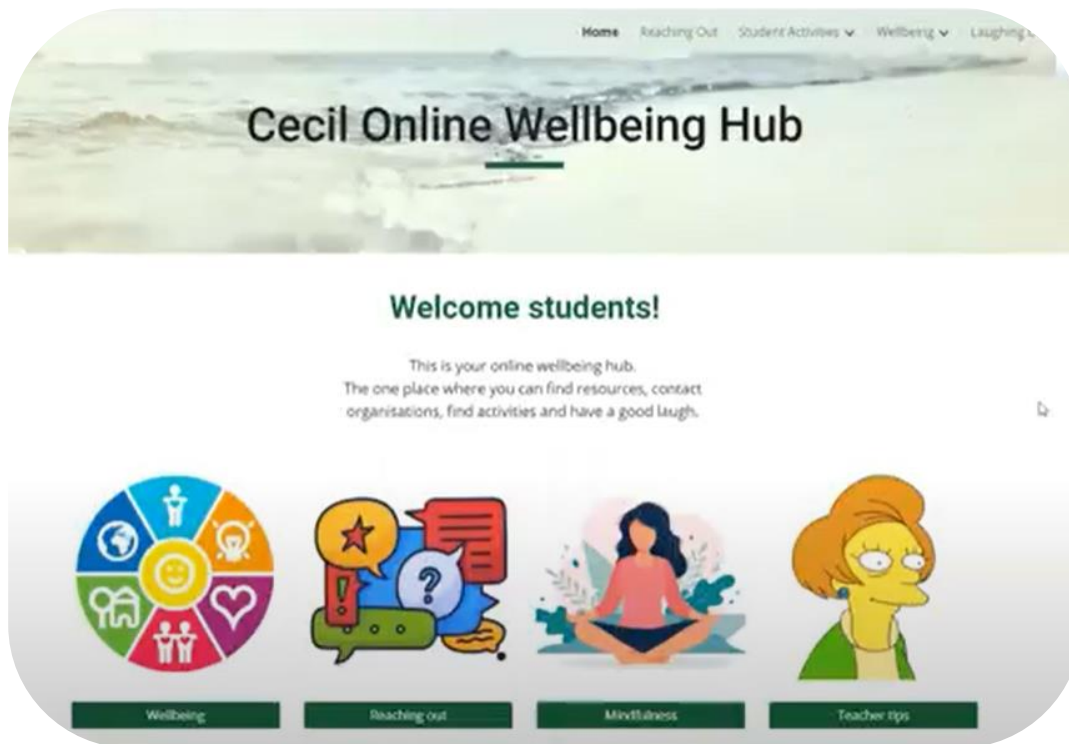 Home Reaching Out Student Activities Wellbeing Laughing
Cecil Online Wellbeing Hub
Welcome students!
This is your online wellbeing hub.
The one place where you can find resources, contact
organisations, find activities and have a good laugh.
?
!
Wellbeing Reaching out Mindfulness Teacher tips